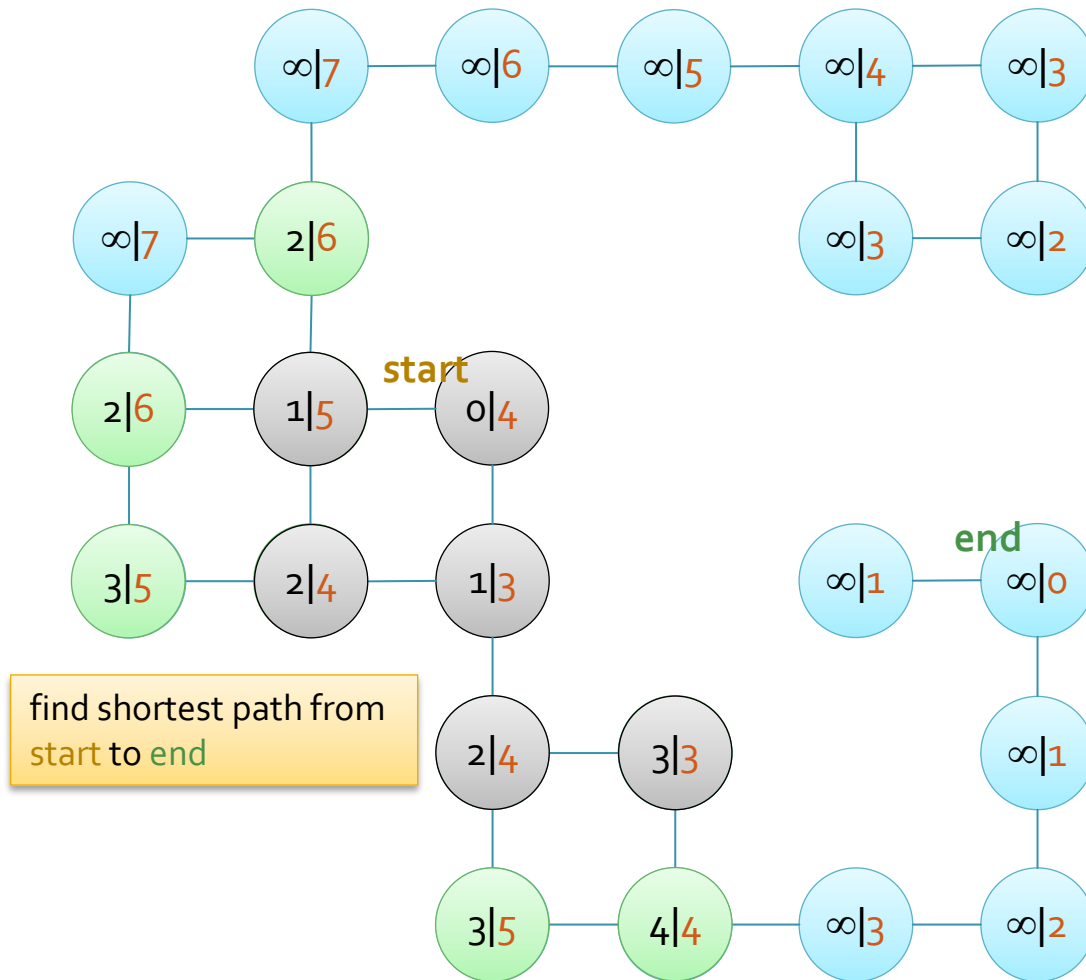 ∞|7 ∞|6 ∞|5 ∞|4 ∞|3
∞|7 2|6 ∞|3 ∞|2
start
2|6 1|5 0|4
end
3|5 2|4 1|3 ∞|1 ∞|0
find shortest path from
start to end
2|4 3|3 ∞|1
3|5 4|4 ∞|3 ∞|2